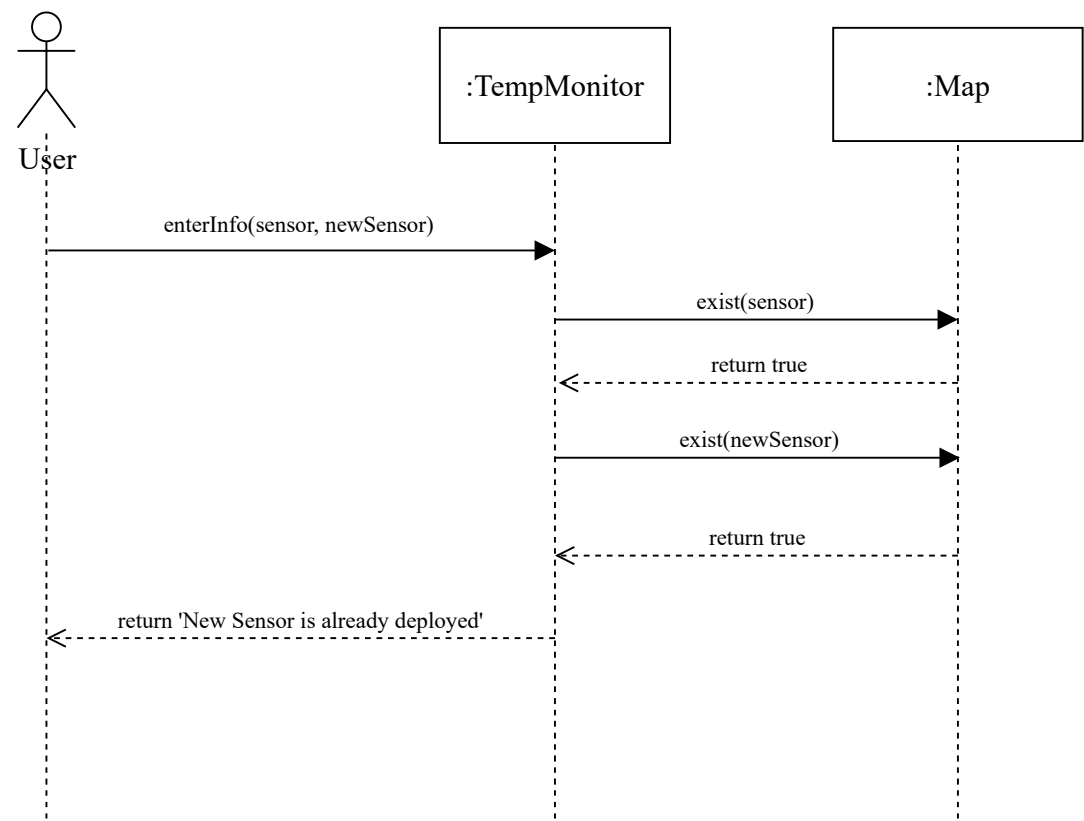 :TempMonitor
:Map
User
enterInfo(sensor, newSensor)
exist(sensor)
return true
exist(newSensor)
return true
return 'New Sensor is already deployed'